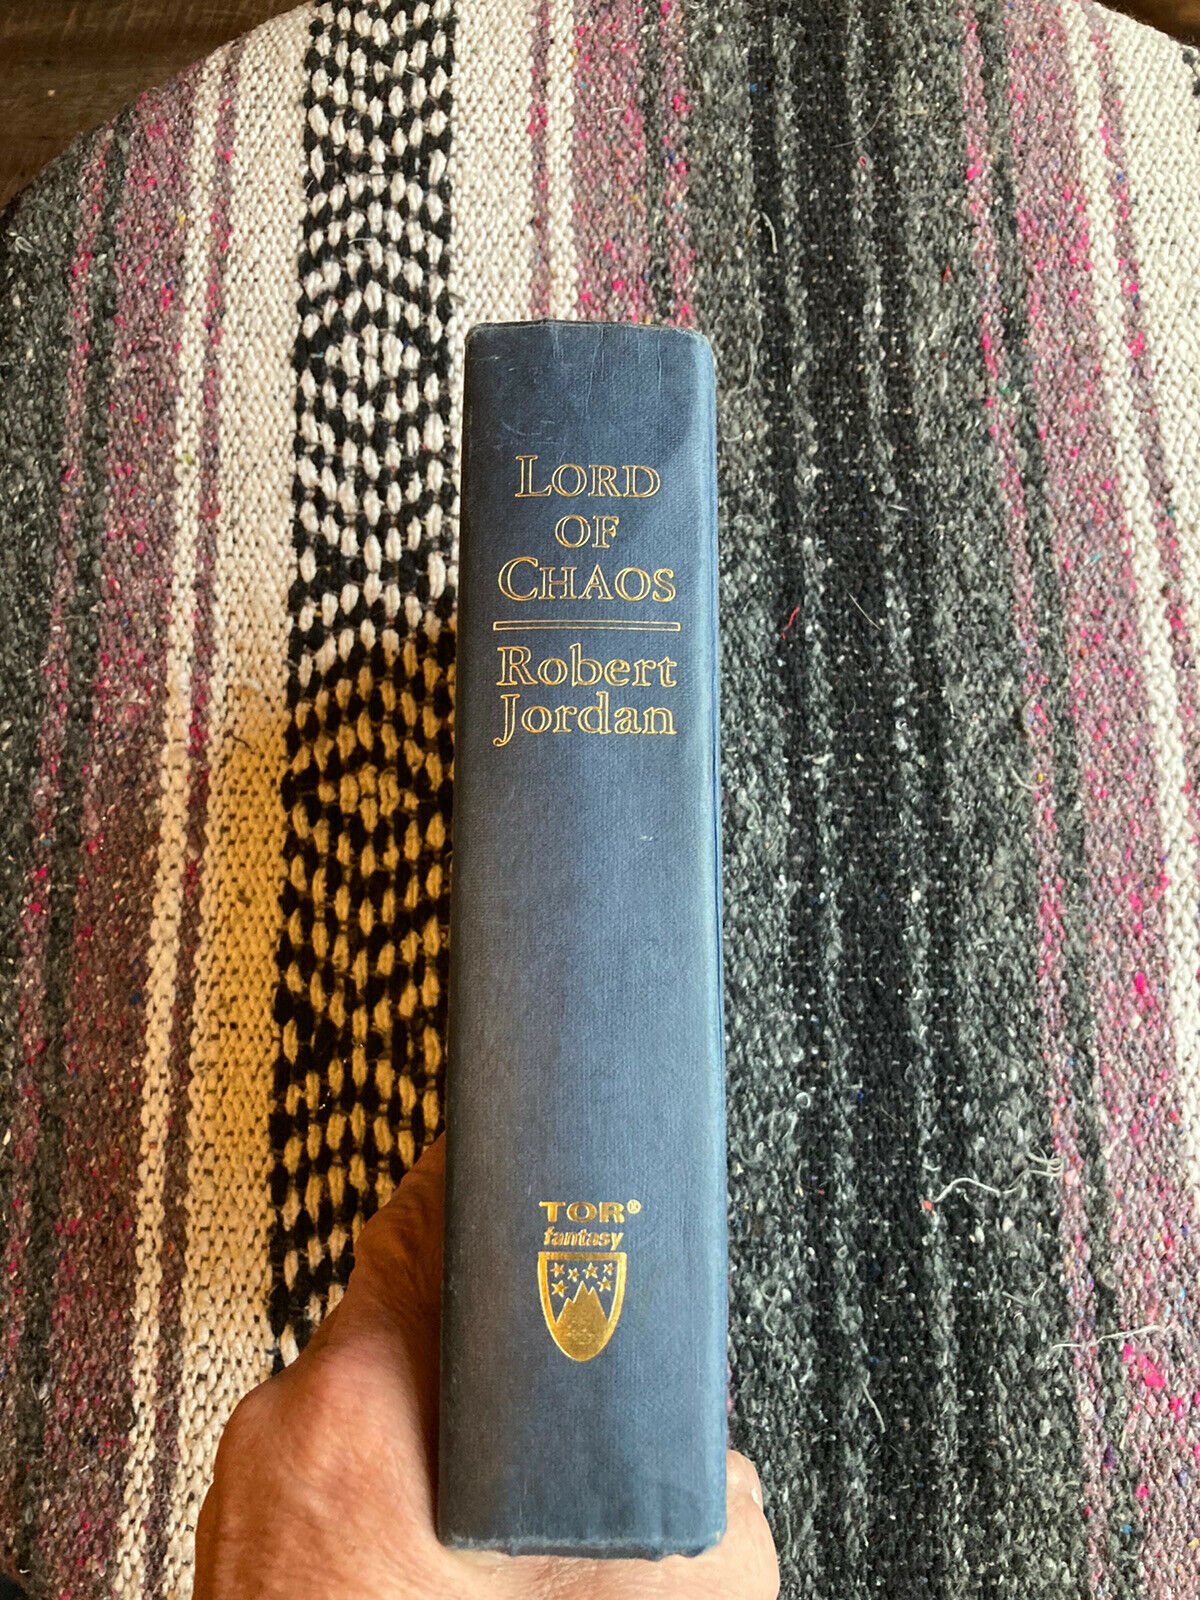 LORD
OF
CHAOS
Robert
Jordan
TOR®
fantasy